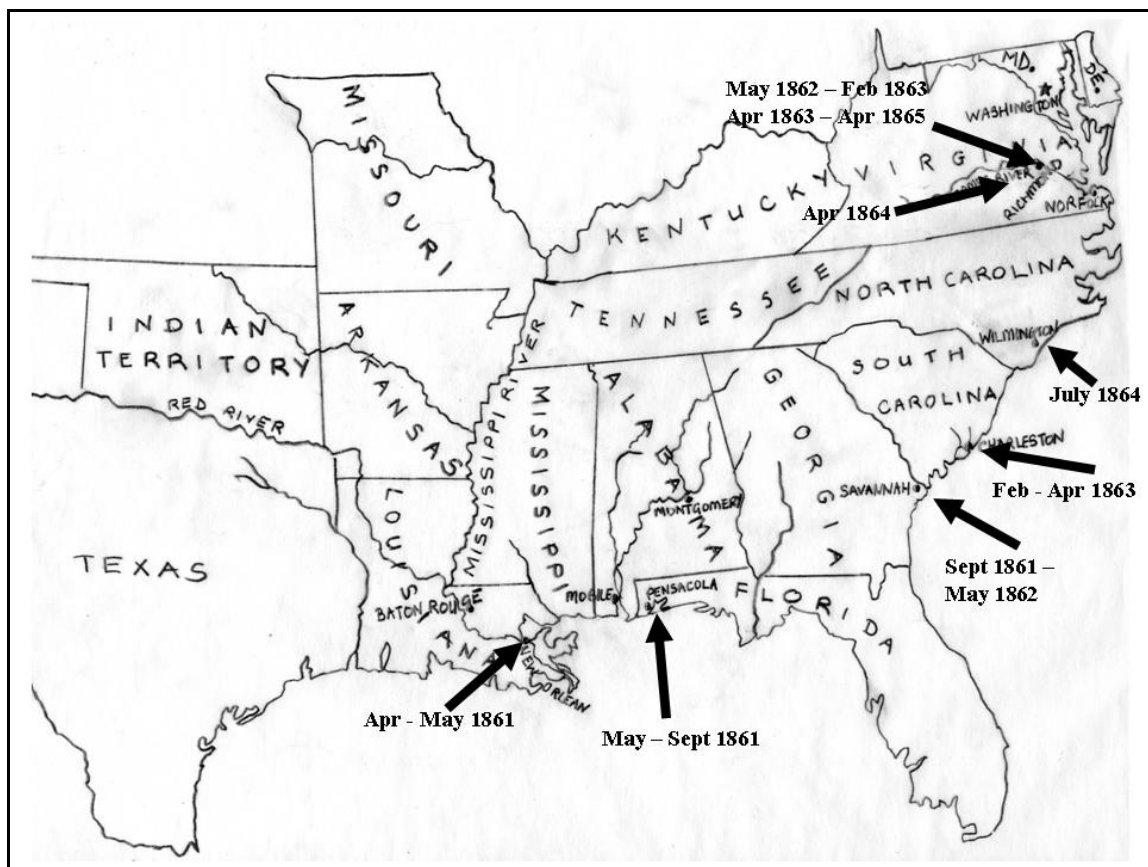 MD.
DE.
May 1862 – Feb 1863
Apr 1863 – Apr 1865
WASHINGTON
MISSOURI
KENTUCKY
VIRGINIA
RIVER
RICHMOND
NORFOLK
Apr 1864
TENNESSEE
NORTH CAROLINA
INDIAN
TERRITORY
ARKANSAS
WILMINGTON
SOUTH
CAROLINA
July 1864
RED RIVER
MISSISSIPPI RIVER
MISSISSIPPI
ALABAMA
GEORGIA
CHARLESTON
Feb - Apr 1863
SAVANNAH
MONTGOMERY
Sept 1861 –
May 1862
TEXAS
LOUISIANA
BATON ROUGE
MOBILE
PENSACOLA
FLORIDA
NEW ORLEAN
Apr - May 1861
May – Sept 1861